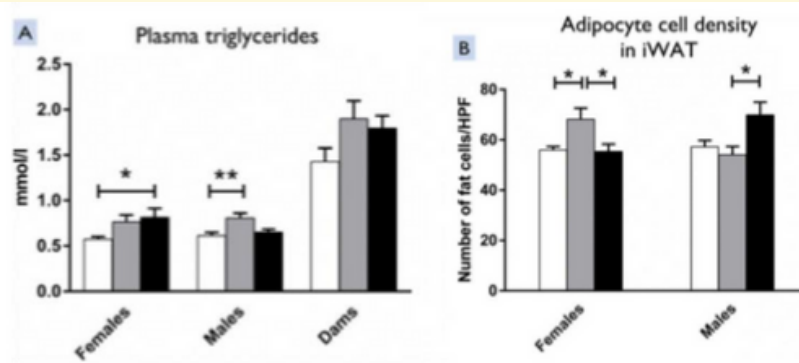 A
Plasma triglycerides
2.5
2.0
1.5
1.0
0.5
0.0
mmol/l
*
**
Females
Males
Dams
B
Adipocyte cell density
in iWAT
80
60
40
20
0
Number of fat cells/HPF
* *
*
Females
Males